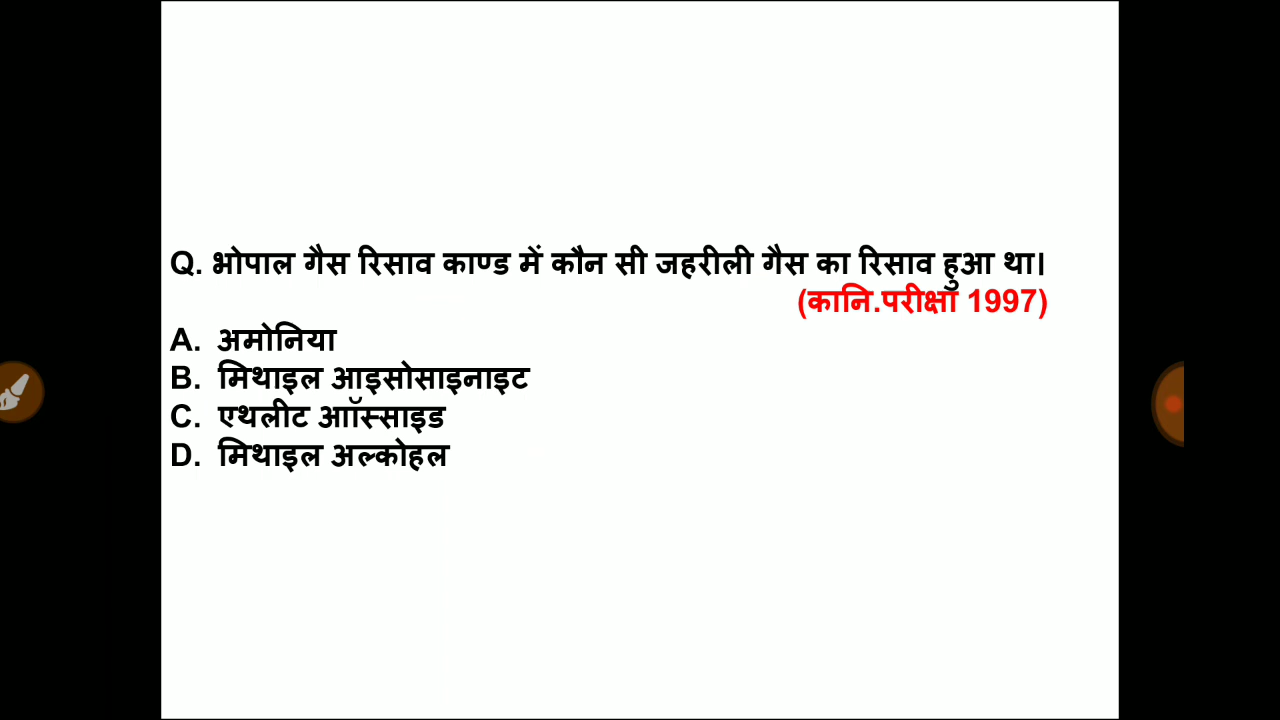 Q. भोपाल गैस रिसाव काण्ड में कौन सी जहरीली गैस का रिसाव हुआ था।
(कानि.परीक्षा 1997)
A. अमोनिया
B. मिथाइल आइसोसाइनाइट
C. एथलीट आॉस्साइड
D. मिथाइल अल्कोहल